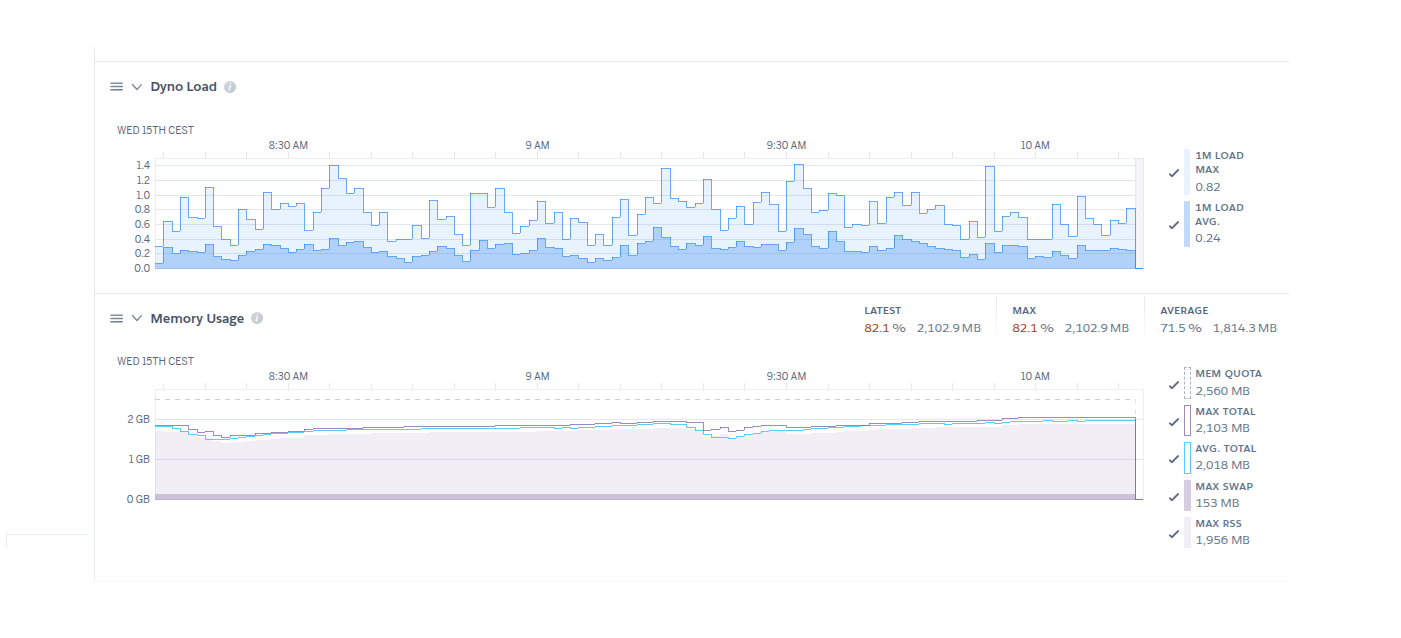 Dyno Load
WED 15TH CEST
8:30 AM 9 AM 9:30 AM 10 AM
1.4
1.2
1.0
0.8
0.6
0.4
0.2
0.0
1M LOAD
MAX
0.82
1M LOAD
AVG.
0.24
Memory Usage
LATEST MAX AVERAGE
82.1 % 2,102.9 MB 82.1 % 2,102.9 MB 71.5 % 1,814.3 MB
WED 15TH CEST
8:30 AM 9 AM 9:30 AM 10 AM
2 GB
1 GB
0 GB
MEM QUOTA
2,560 MB
MAX TOTAL
2,103 MB
AVG. TOTAL
2,018 MB
MAX SWAP
153 MB
MAX RSS
1,956 MB